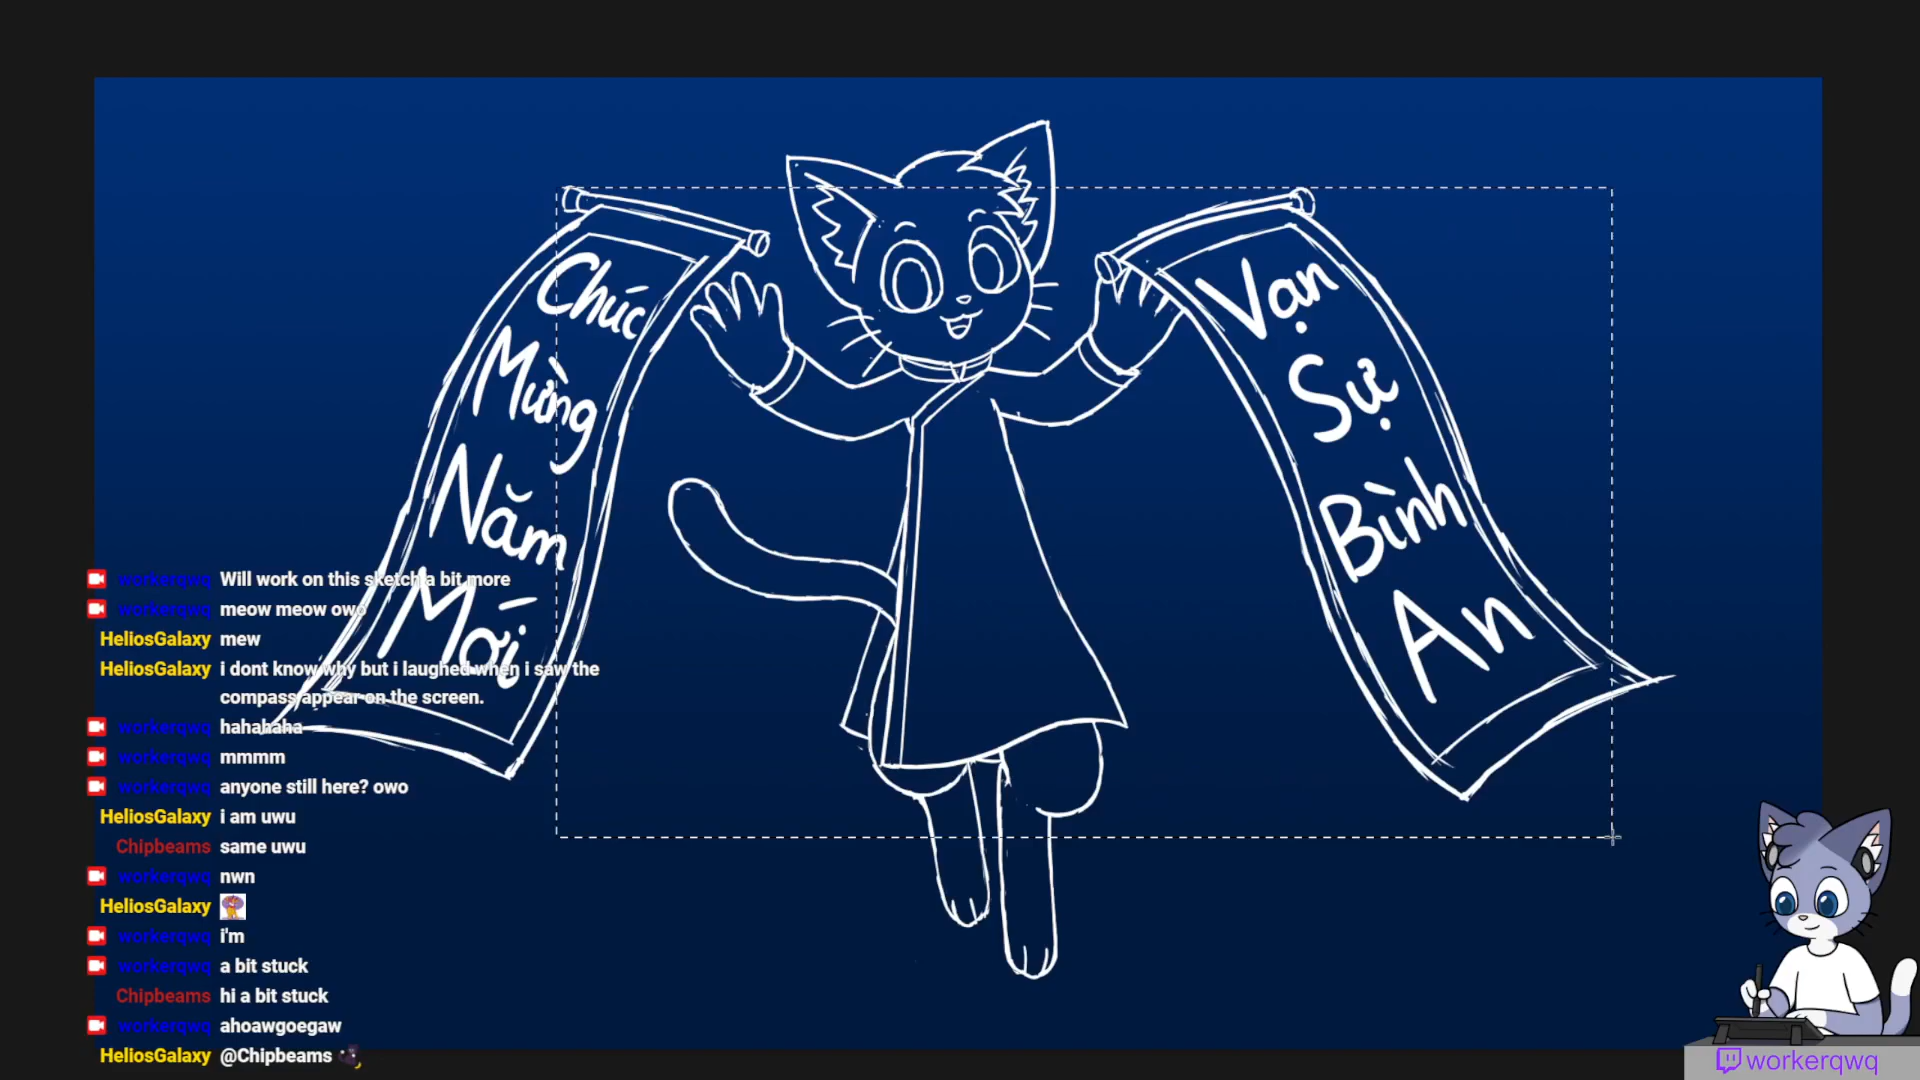 Chúc
Mừng
Năm
Mới
Vạn
Sự
Bình
An
workerqwq Will work on this sketch a bit more
workerqwq meow meow owo
HeliosGalaxy mew
HeliosGalaxy i dont know why but i laughed when i saw the
compass appear on the screen.
workerqwq hahahaha
workerqwq mmmm
workerqwq anyone still here? owo
HeliosGalaxy i am uwu
Chipbeams same uwu
workerqwq nwn
HeliosGalaxy
workerqwq i'm
workerqwq a bit stuck
Chipbeams hi a bit stuck
workerqwq ahoawgoegaw
HeliosGalaxy @Chipbeams
workerqwq